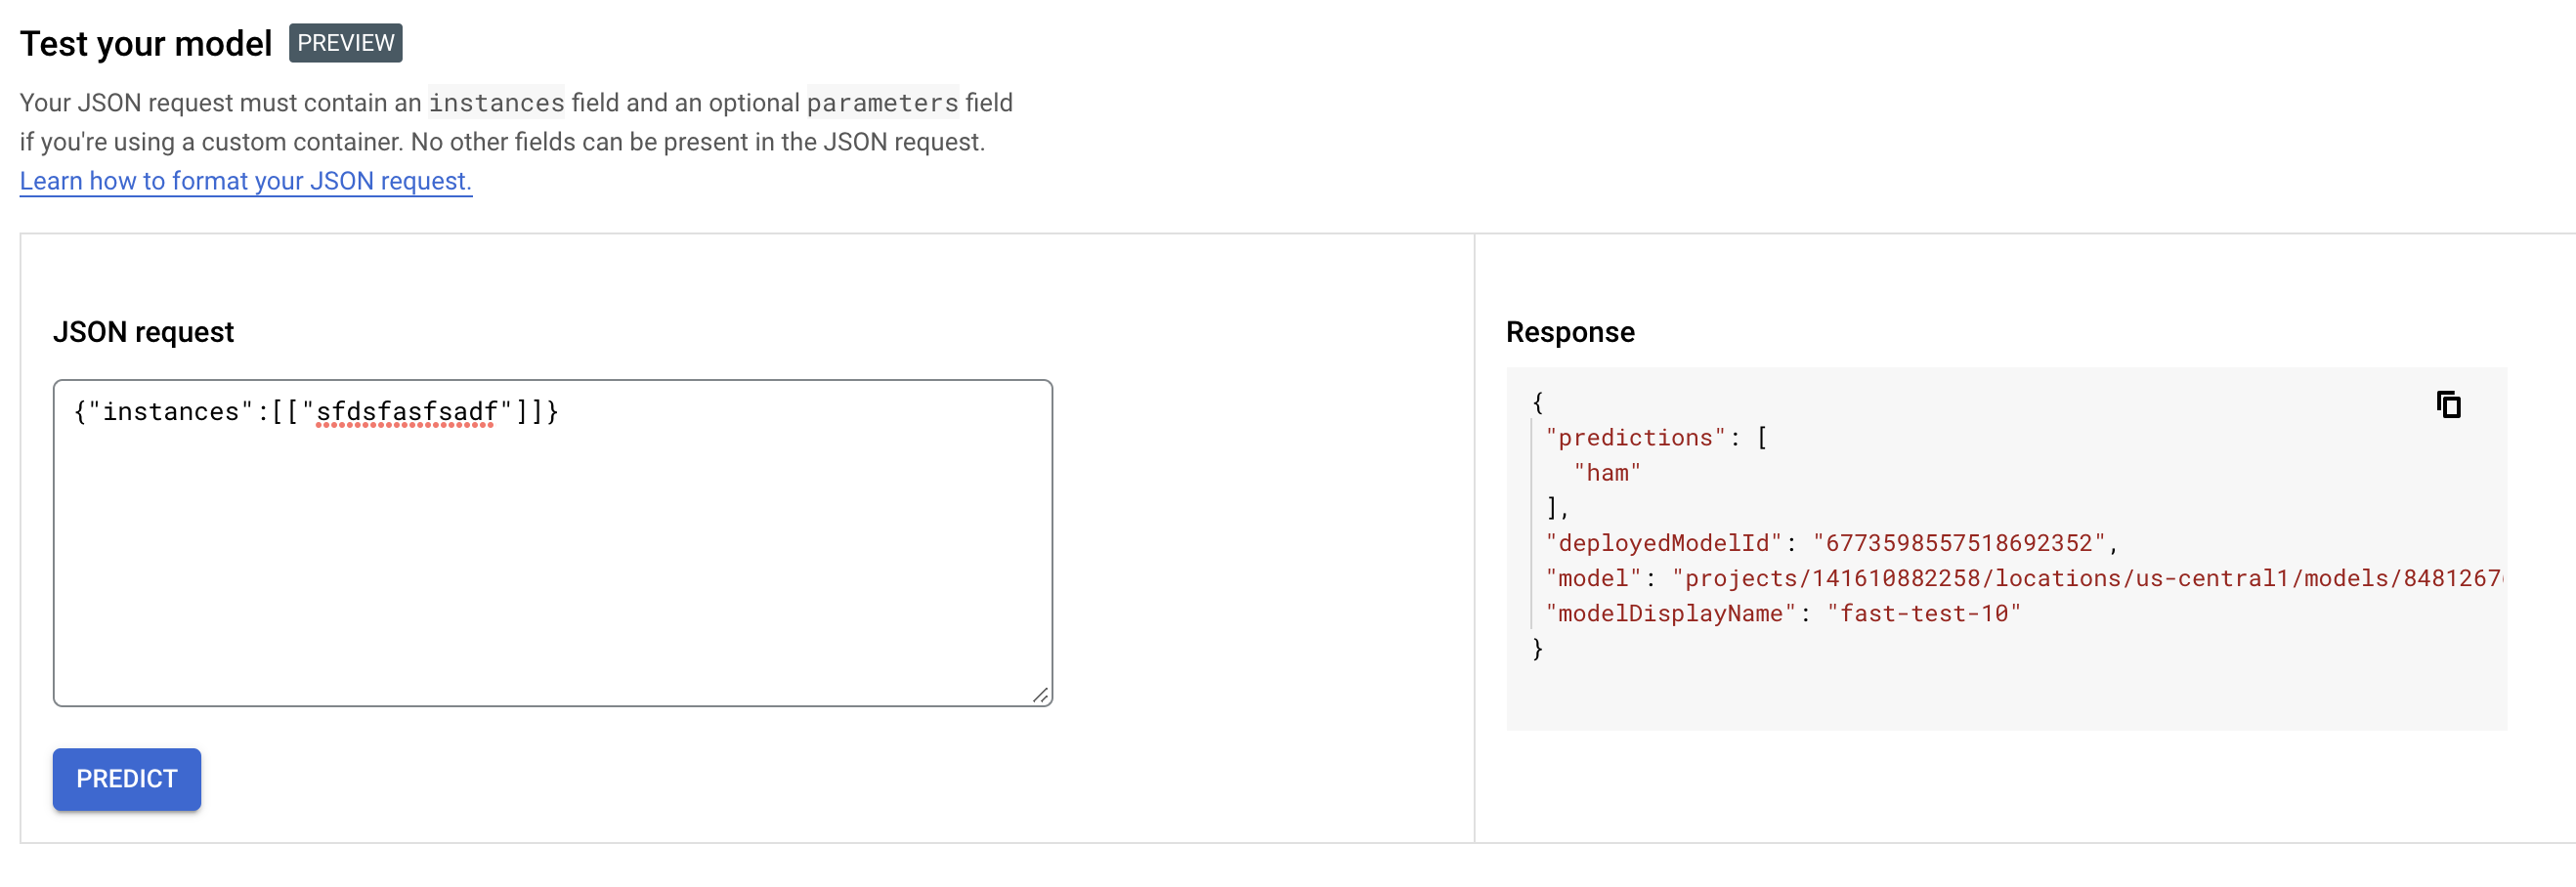 Test your model PREVIEW
Your JSON request must contain an instances field and an optional parameters field
if you're using a custom container. No other fields can be present in the JSON request.
Learn how to format your JSON request.
JSON request
{"instances":[["sfdsfasfsadf"]]}
PREDICT
Response
{
"predictions": [
"ham"
],
"deployedModelId": "6773598557518692352",
"model": "projects/141610882258/locations/us-central1/models/8481267
"modelDisplayName": "fast-test-10"
}